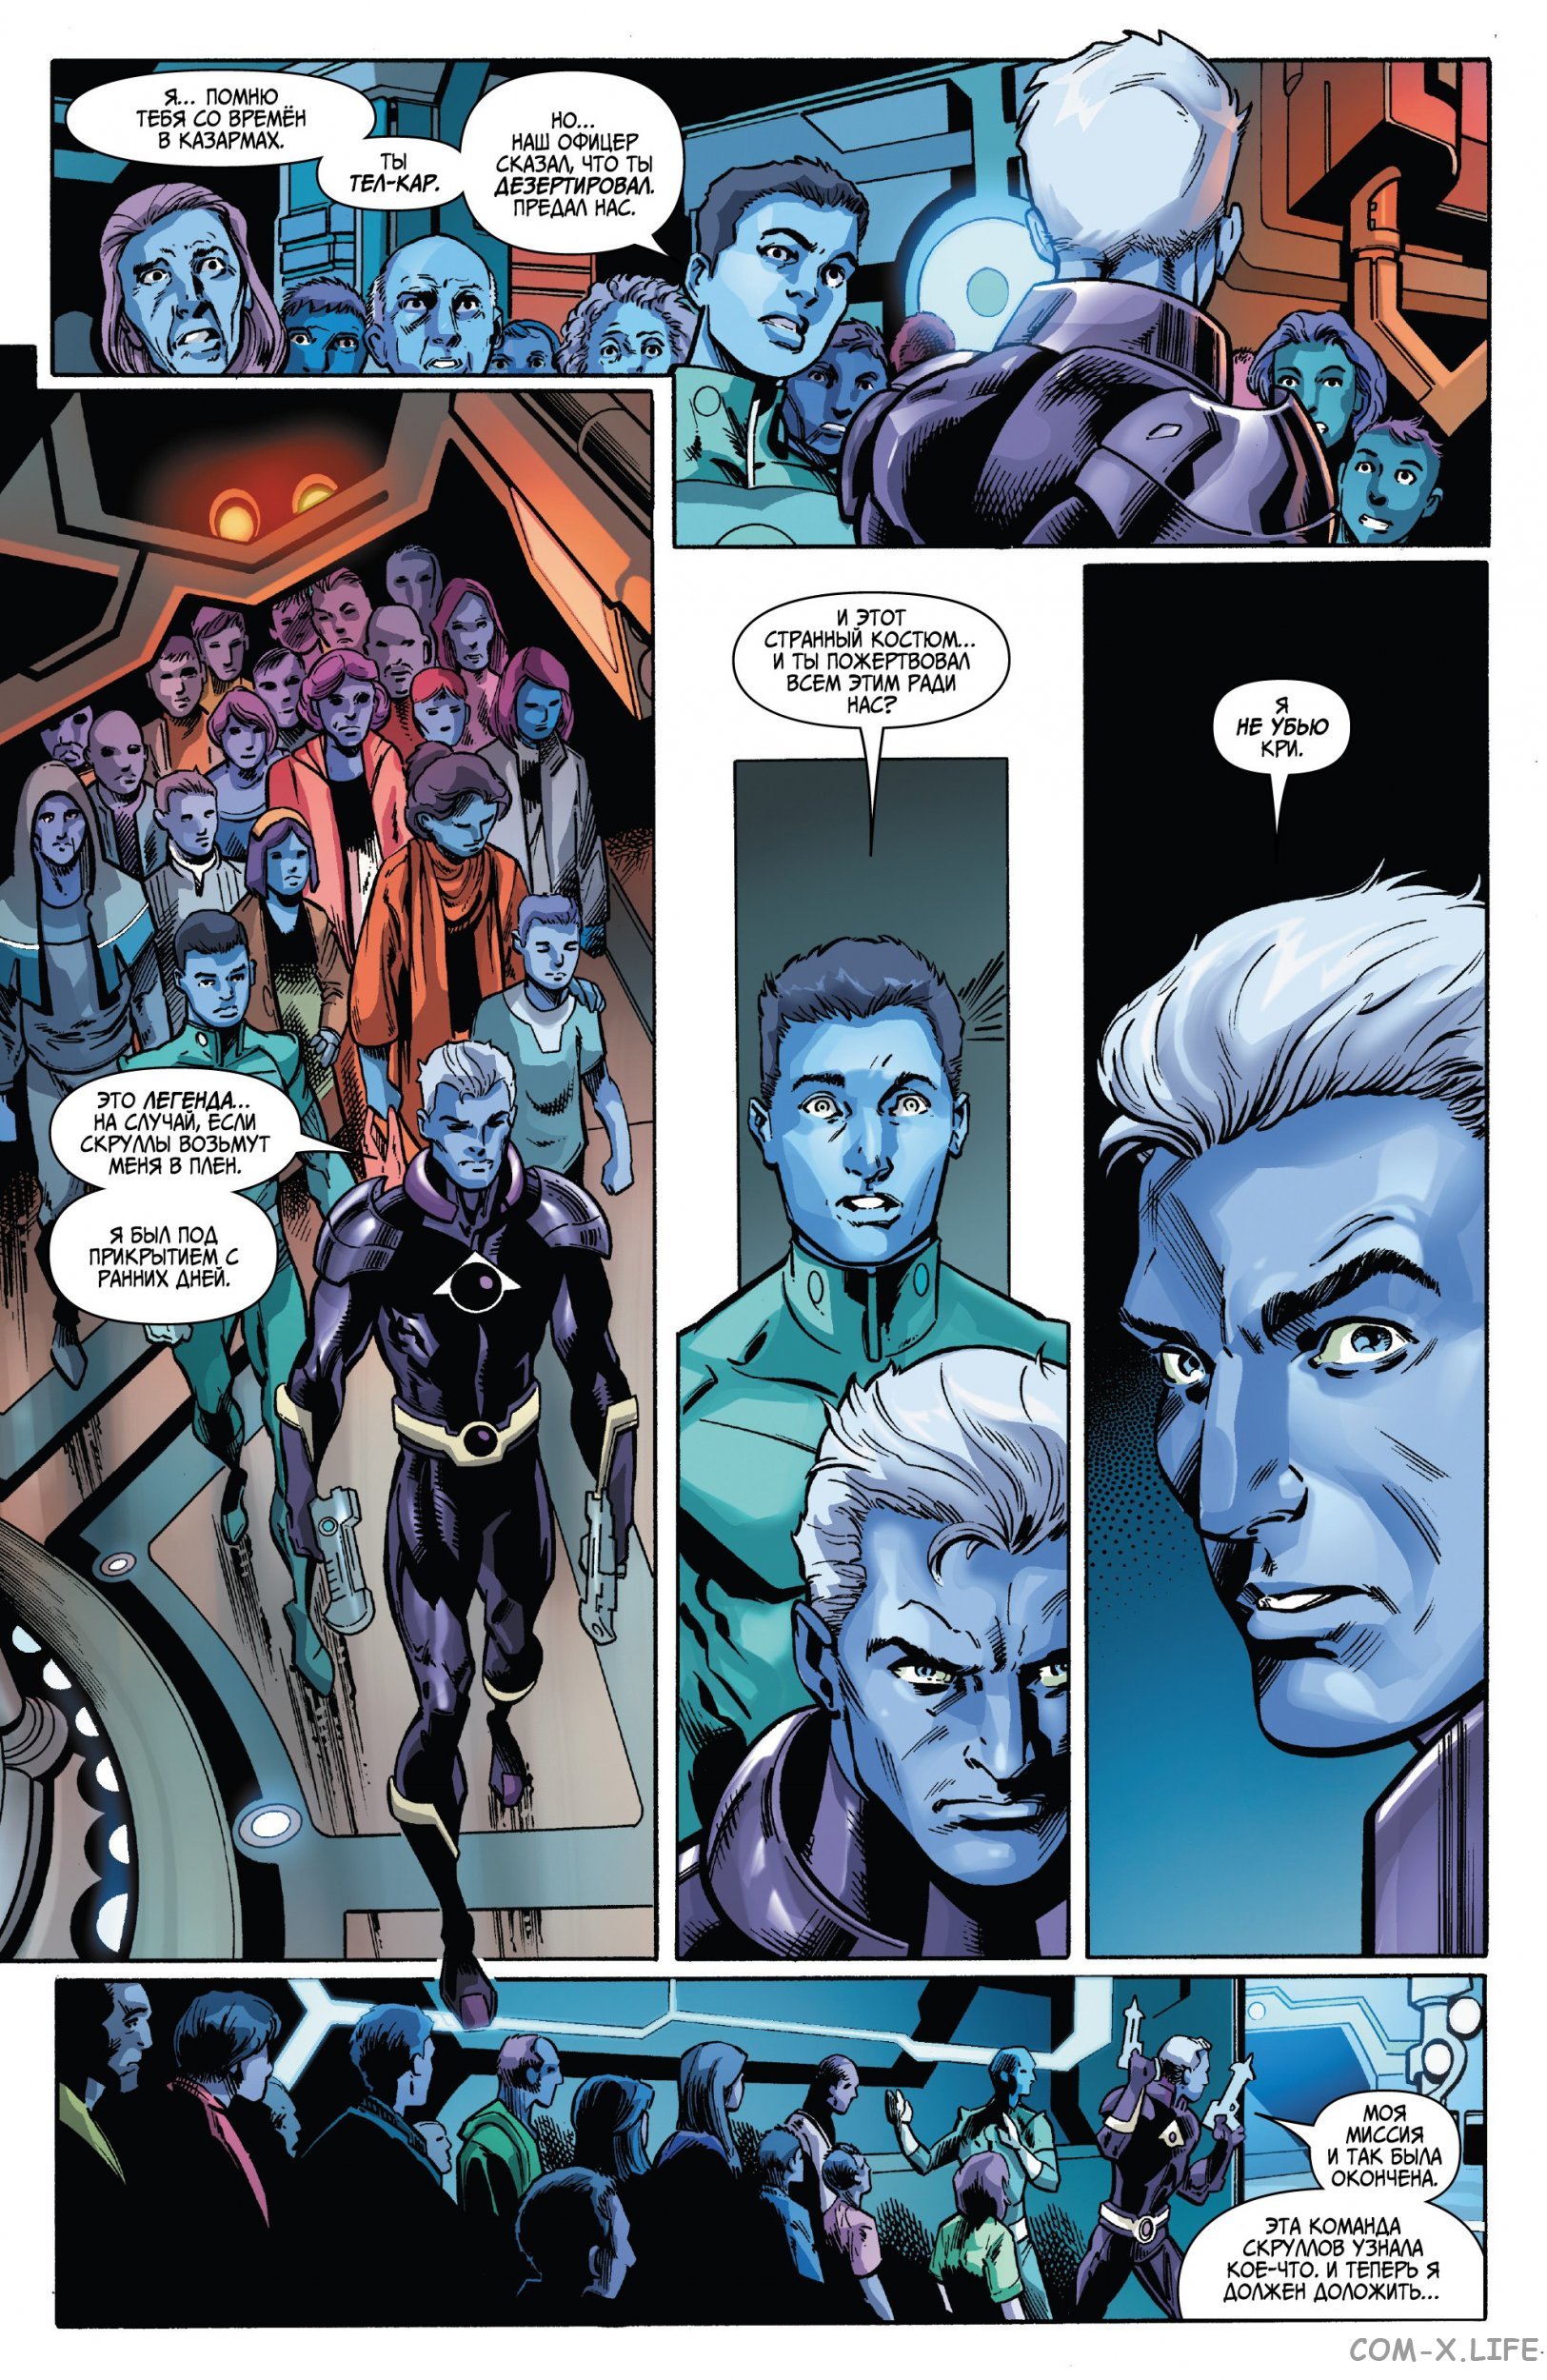 Я... ПОМНЮ
ТЕБЯ СО ВРЕМЁН
В КАЗАРМАХ.
ТЫ
ТЕЛ-КАР.
НО...
НАШ ОФИЦЕР
СКАЗАЛ, ЧТО ТЫ
ДЕЗЕРТИРОВАЛ.
ПРЕДАЛ НАС.
ЭТО ЛЕГЕНДА...
НА СЛУЧАЙ, ЕСЛИ
СКРУЛЛЫ ВОЗЬМУТ
МЕНЯ В ПЛЕН.
Я БЫЛ ПОД
ПРИКРЫТИЕМ С
РАННИХ ДНЕЙ.
И ЭТОТ
СТРАННЫЙ КОСТЮМ...
И ТЫ ПОЖЕРТВОВАЛ
ВСЕМ ЭТИМ РАДИ
НАС?
Я
НЕ УБЬЮ
КРИ.
МОЯ
МИССИЯ
И ТАК БЫЛА
ОКОНЧЕНА.
ЭТА КОМАНДА
СКРУЛЛОВ УЗНАЛА
КОЕ-ЧТО. И ТЕПЕРЬ Я
ДОЛЖЕН ДОЛОЖИТЬ...
COM-X.LIFE